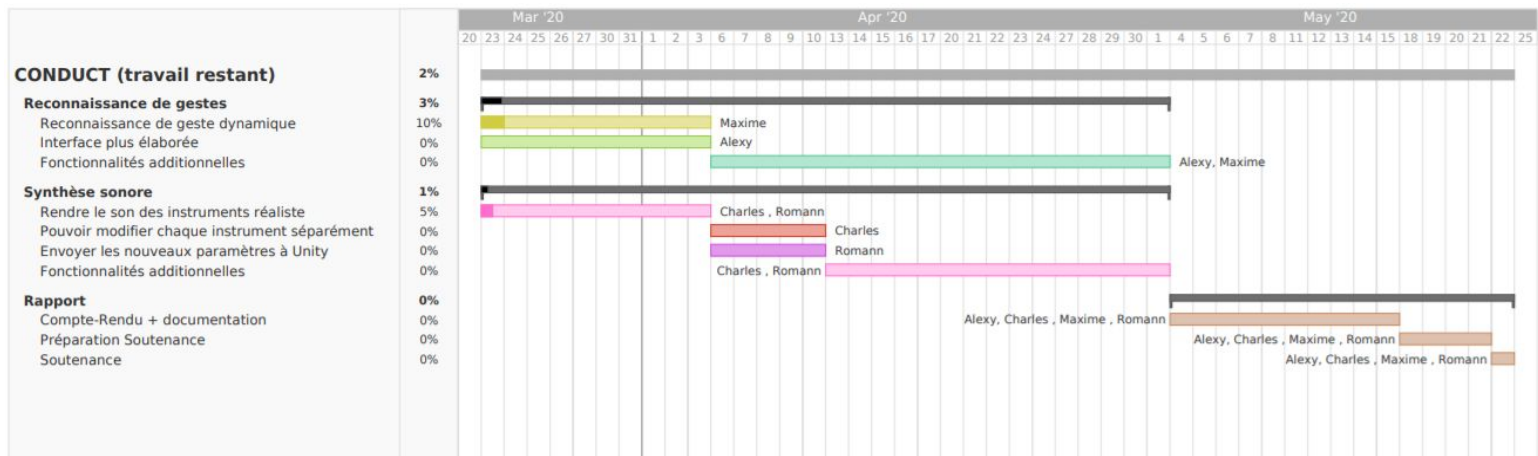 Mar '20 Apr '20 May '20
20 23 24 25 26 27 30 31 1 2 3 6 7 8 9 10 13 14 15 16 17 20 21 22 23 24 27 28 29 30 1 4 5 6 7 8 11 12 13 14 15 18 19 20 21 22 25
CONDUCT (travail restant) 2%
Reconnaissance de gestes 3%
Reconnaissance de geste dynamique 10% Maxime
Interface plus élaborée 0% Alexy
Fonctionnalités additionnelles 0% Alexy, Maxime
Synthèse sonore 1%
Rendre le son des instruments réaliste 5% Charles , Romann
Pouvoir modifier chaque instrument séparément 0% Charles
Envoyer les nouveaux paramètres à Unity 0% Romann
Fonctionnalités additionnelles 0% Charles , Romann
Rapport 0%
Compte-Rendu + documentation 0% Alexy, Charles , Maxime , Romann
Préparation Soutenance 0% Alexy, Charles , Maxime , Romann
Soutenance 0% Alexy, Charles , Maxime , Romann